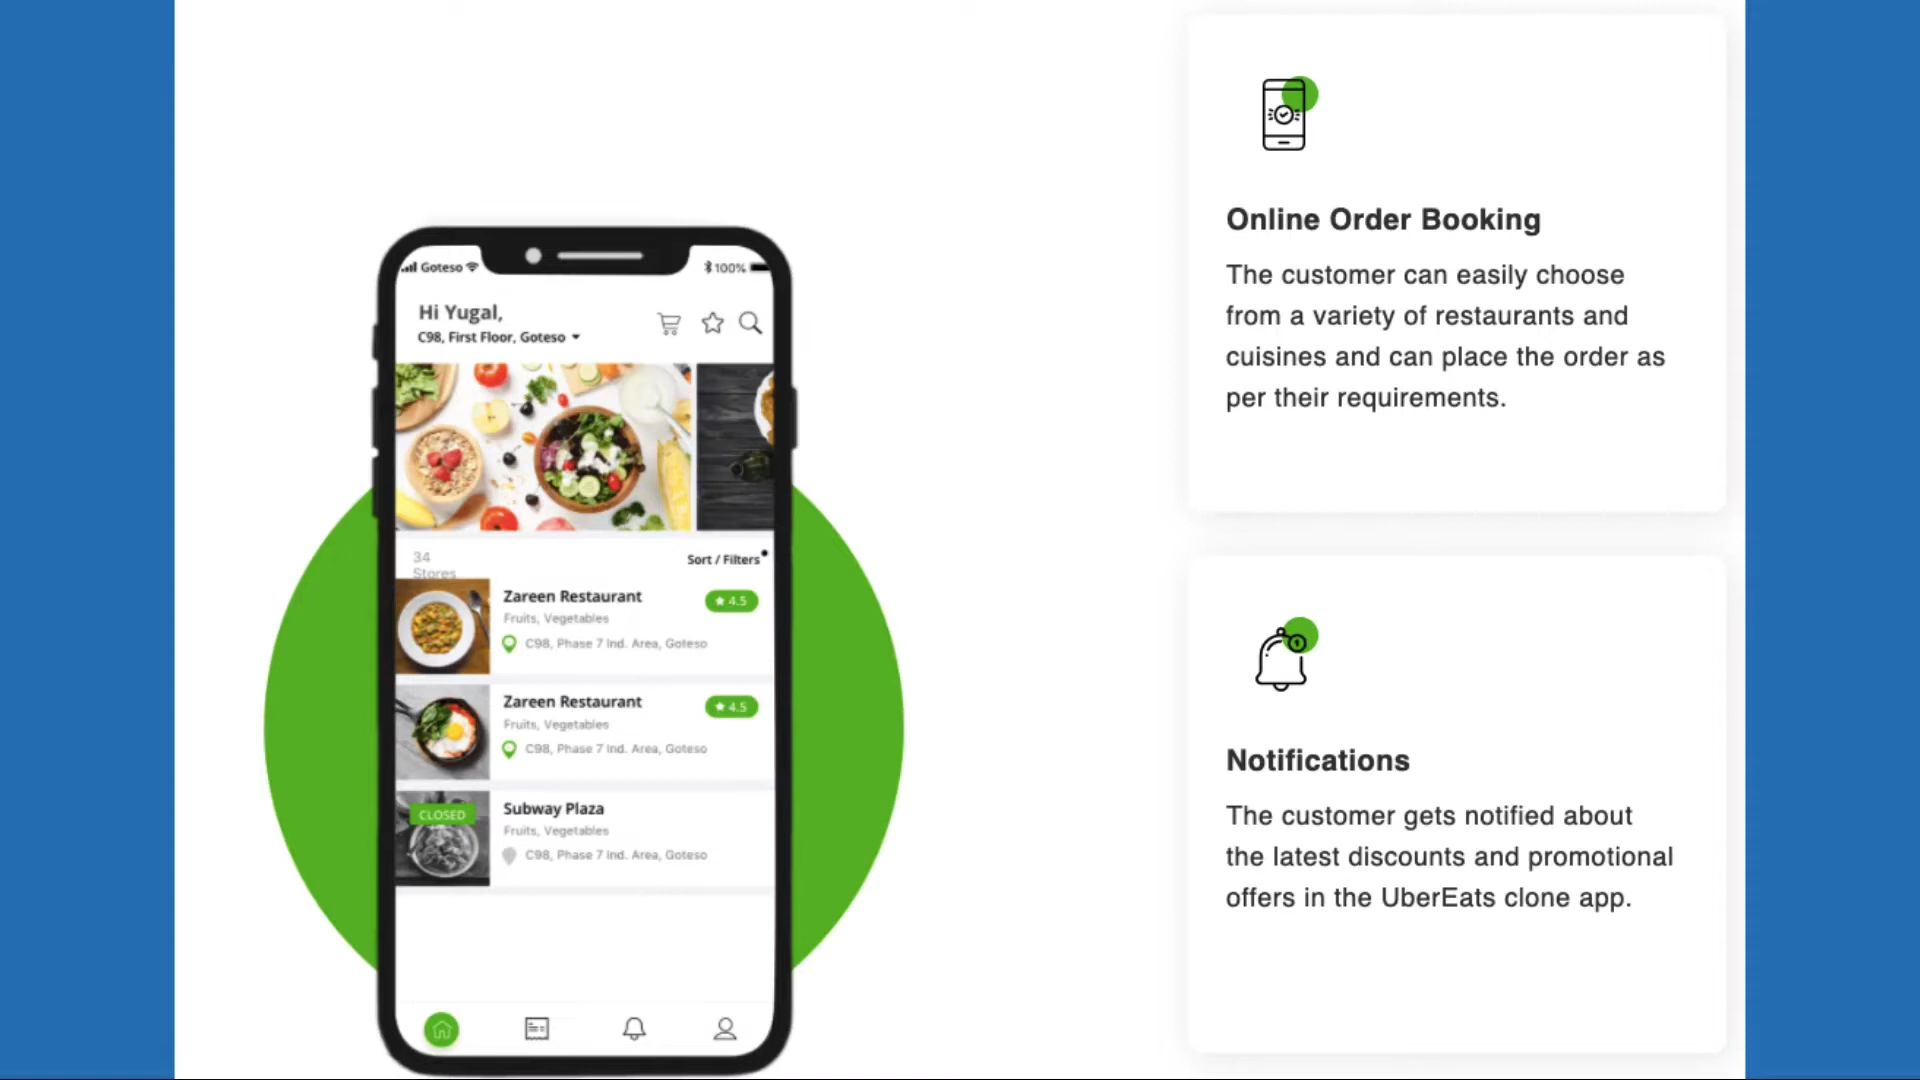 Goteso
100%
Hi Yugal,
C98, First Floor, Goteso
34
Stores
Sort / Filters
Zareen Restaurant
4.5
Fruits, Vegetables
C98, Phase 7 Ind. Area, Goteso
Zareen Restaurant
4.5
Fruits, Vegetables
C98, Phase 7 Ind. Area, Goteso
CLOSED
Subway Plaza
Fruits, Vegetables
C98, Phase 7 Ind. Area, Goteso
Online Order Booking
The customer can easily choose
from a variety of restaurants and
cuisines and can place the order as
per their requirements.
Notifications
The customer gets notified about
the latest discounts and promotional
offers in the UberEats clone app.